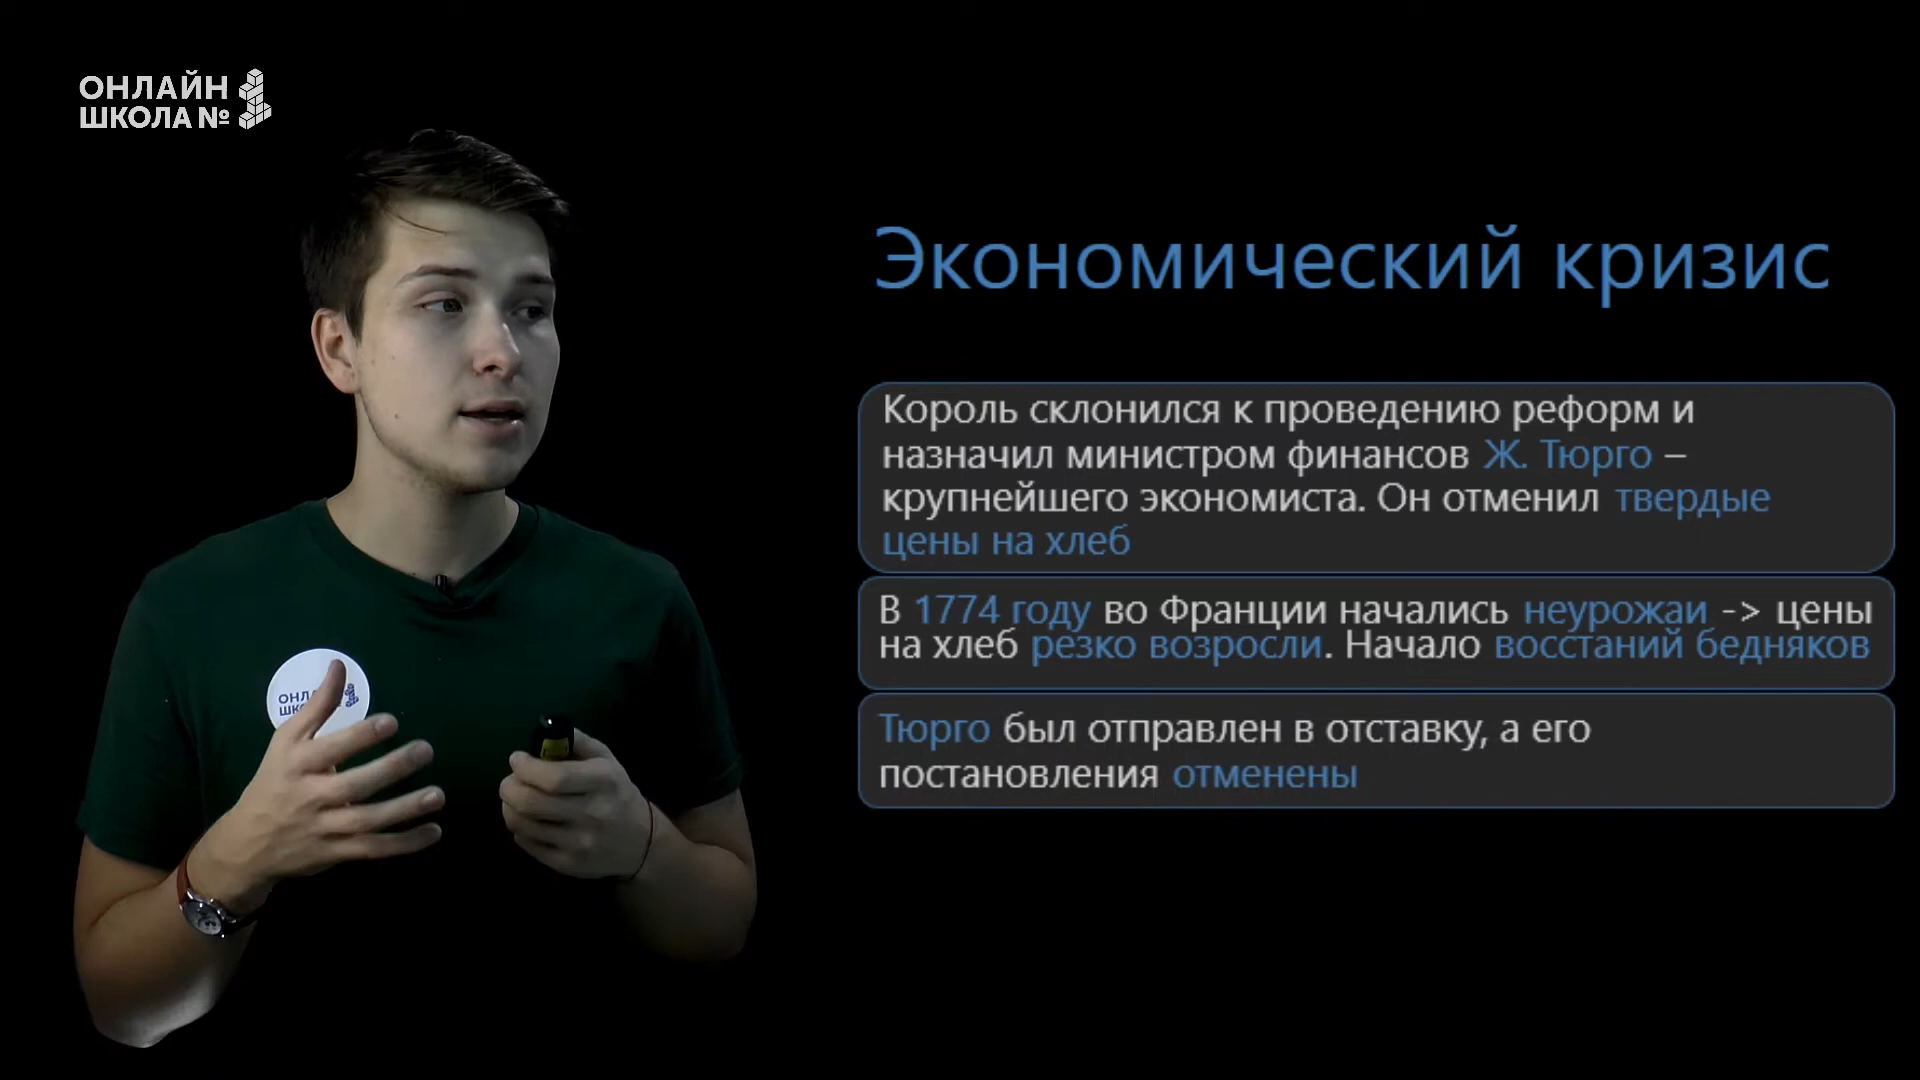 ОНЛАЙН
ШКОЛА №
Экономический кризис
Король склонился к проведению реформ и
назначил министром финансов Ж. Тюрго –
крупнейшего экономиста. Он отменил твердые
цены на хлеб
В 1774 году во Франции начались неурожаи -> цены
на хлеб резко возросли. Начало восстаний бедняков
Тюрго был отправлен в отставку, а его
постановления отменены